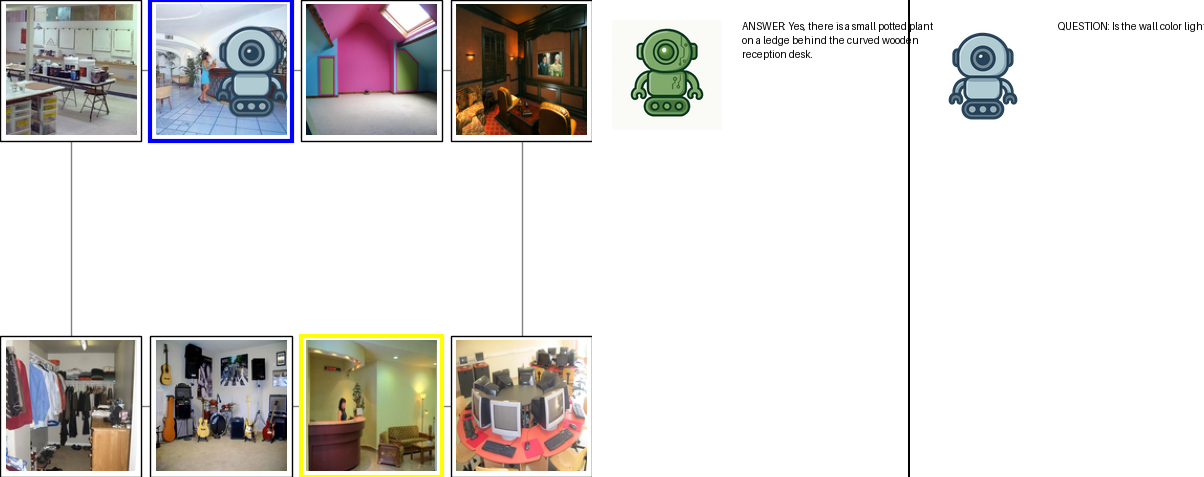 ANSWER: Yes, there is a small potted plant
on a ledge behind the curved wooden
reception desk.
QUESTION: Is the wall color ligh